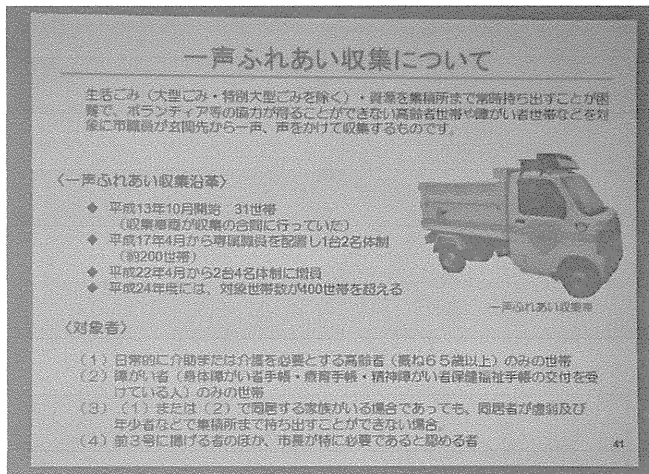 一声ふれあい収集について
生活ごみ（大型ごみ・特別大型ごみを除く）・資源を集積所まで常時持ち出すことが困
難で、ボランティア等の協力が得ることができない高齢者世帯や障がい者世帯などを対
象に市職員が玄関先から一声、声をかけて収集するものです。
〈一声ふれあい収集沿革〉
◆ 平成13年10月開始 31世帯
（収集車両が収集の合間に行っていた）
◆ 平成17年4月から専属職員を配置し1台2名体制
（約200世帯）
◆ 平成22年4月から2台4名体制に増員
◆ 平成24年度には、対象世帯数が400世帯を超える
一声ふれあい収集車
〈対象者〉
（1）日常的に介助または介護を必要とする高齢者（概ね６５歳以上）のみの世帯
（2）障がい者（身体障がい者手帳・療育手帳・精神障がい者保健福祉手帳の交付を受
けている人）のみの世帯
（3）（1）または（2）で同居する家族がいる場合であっても、同居者が虚弱及び
年少者などで集積所まで持ち出すことができない場合
（4）前3号に掲げる者のほか、市長が特に必要であると認める者
41